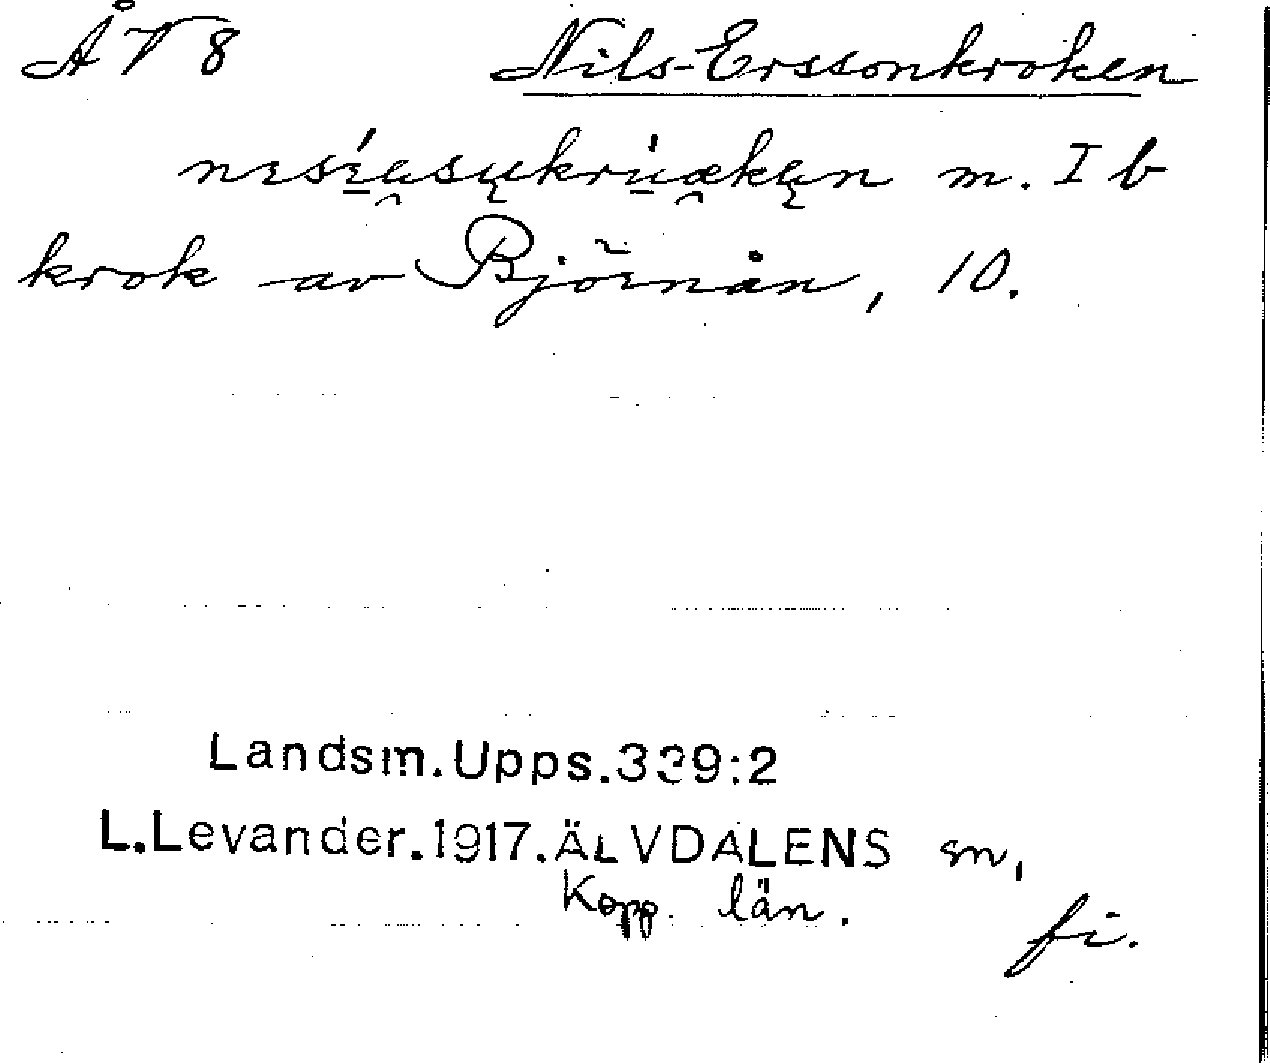 ÅV 8 Nils-Erssonkroken
m. I b
krok av Björnån, 10.
Landsm.Upps.339:2
L.Levander.1917.ÄLVDALENS sn,
Kopp. län.
fi.